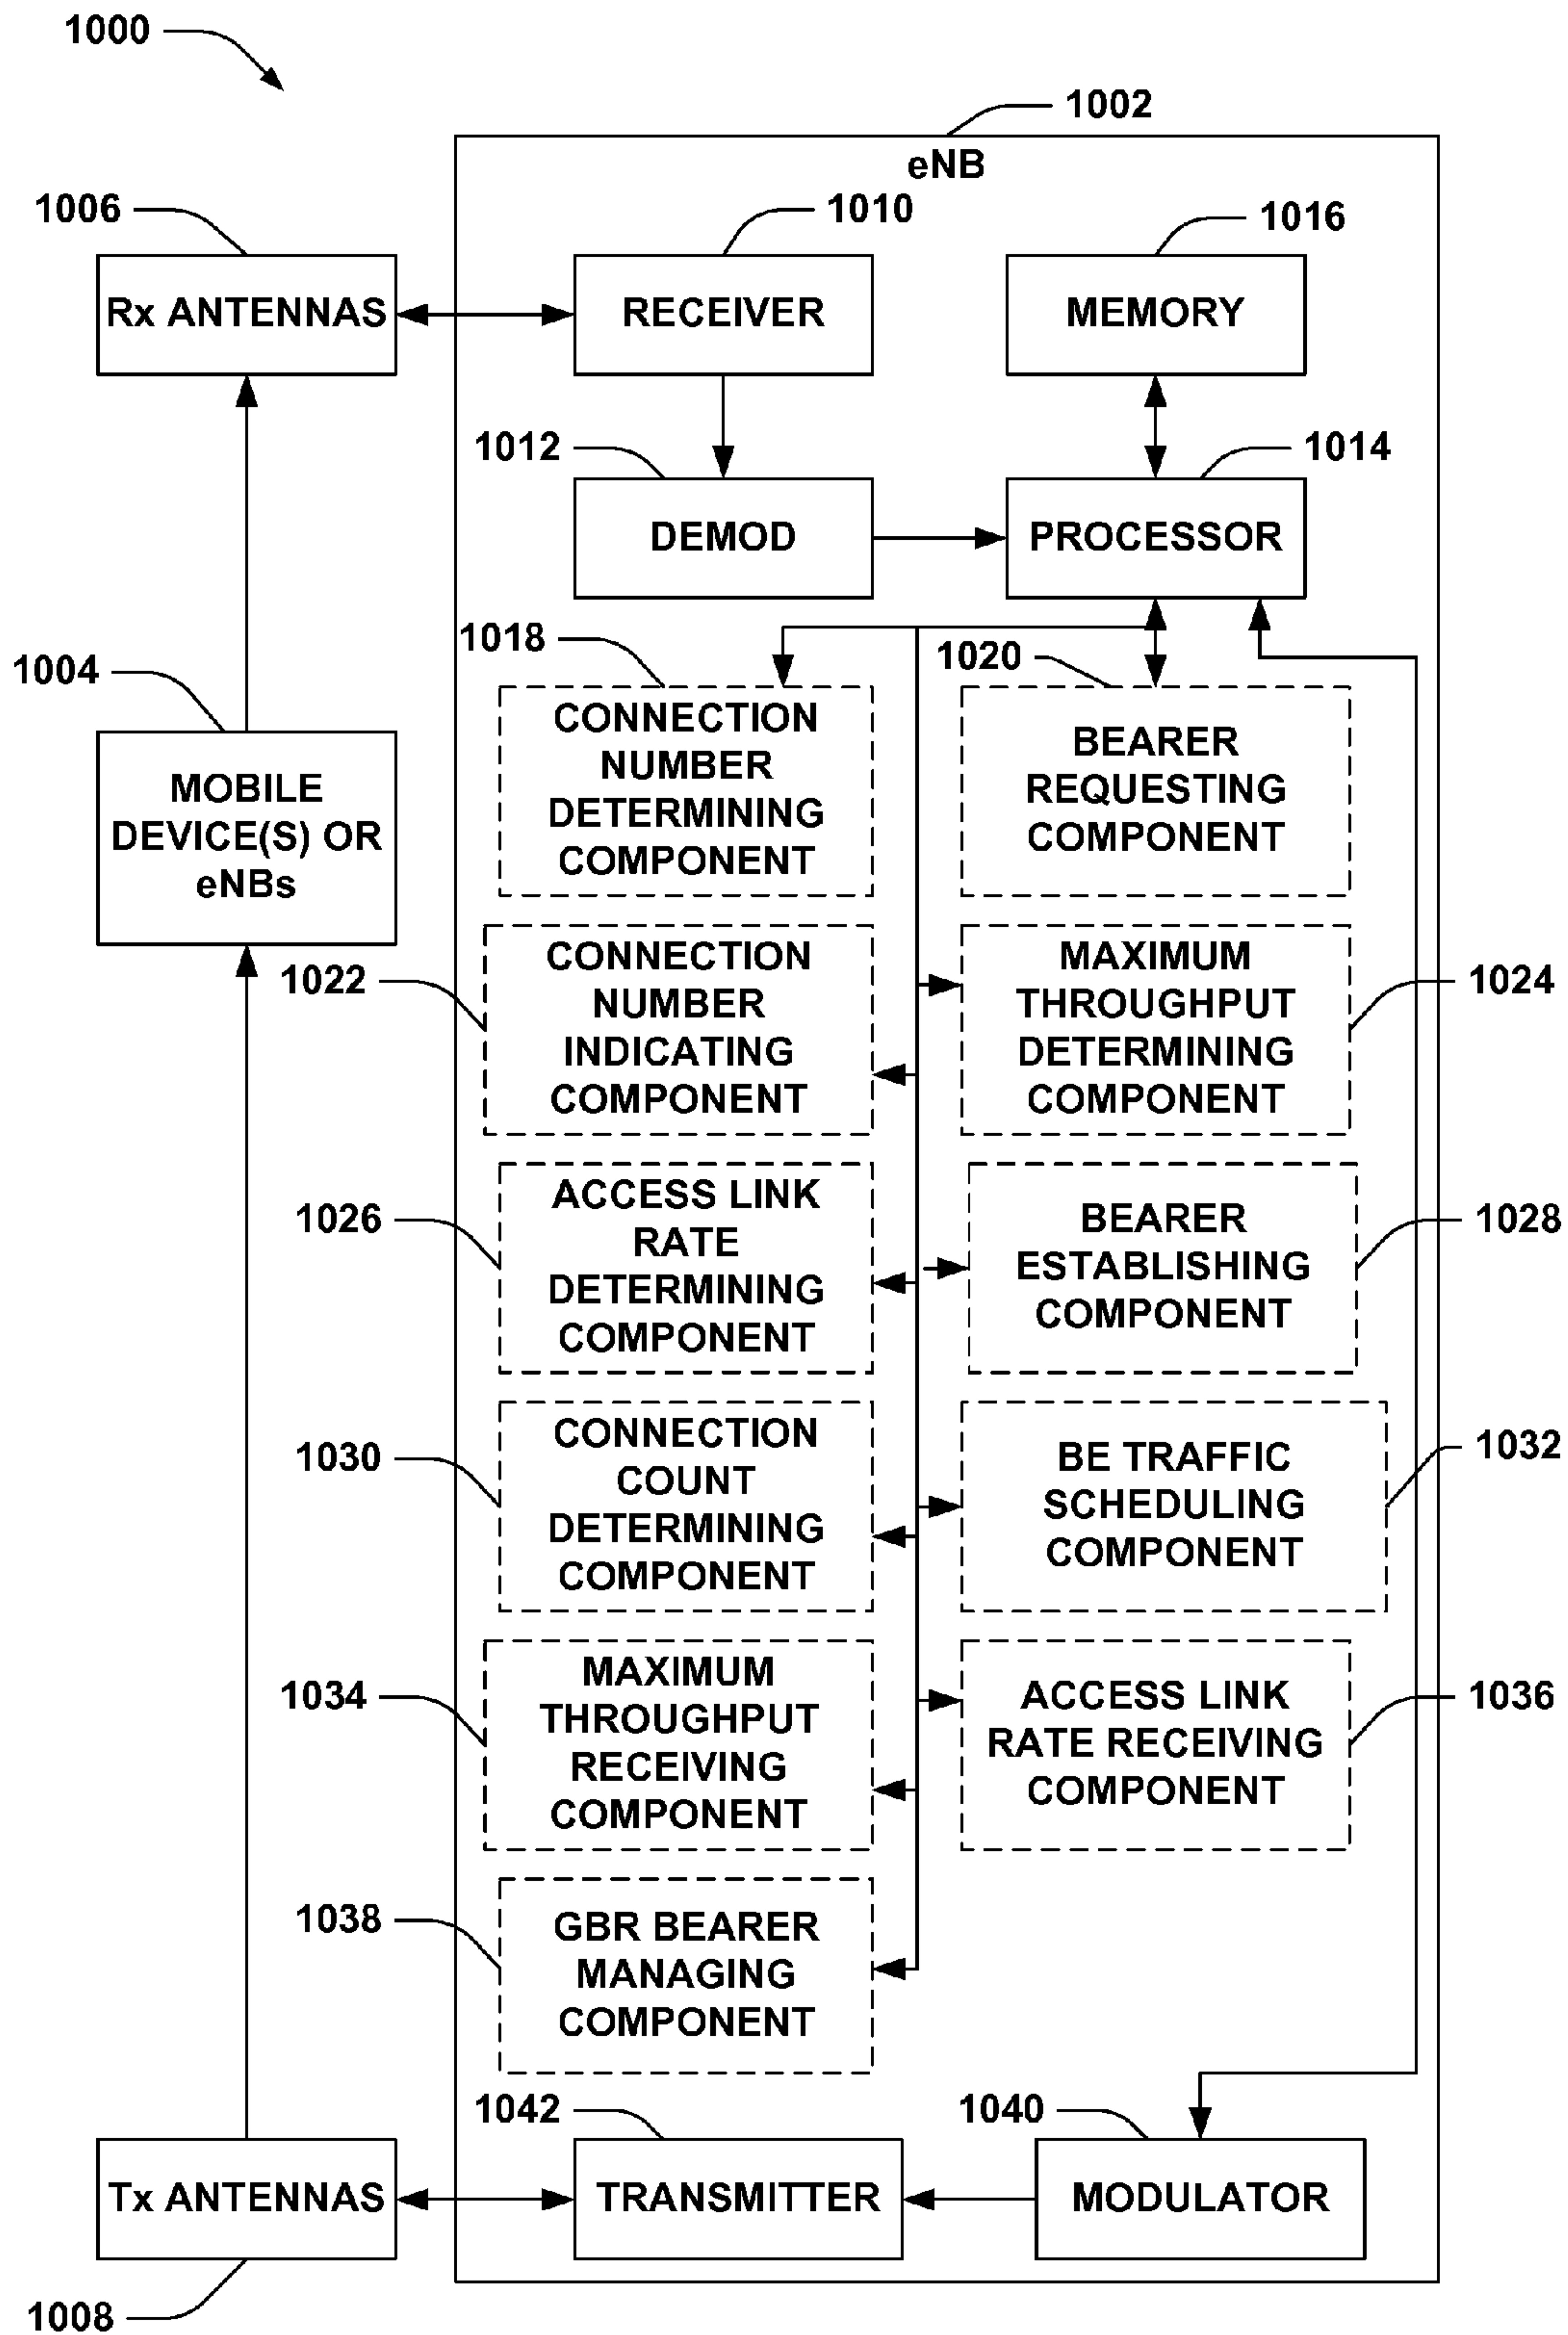 1000
1002
eNB
1006
1010
1016
Rx ANTENNAS
RECEIVER
MEMORY
1012
1014
DEMOD
PROCESSOR
1018
1020
1004
CONNECTION
NUMBER
DETERMINING
COMPONENT
BEARER
REQUESTING
COMPONENT
MOBILE
DEVICE(S) OR
eNBs
1022
CONNECTION
NUMBER
INDICATING
COMPONENT
MAXIMUM
THROUGHPUT
DETERMINING
COMPONENT
1024
1026
ACCESS LINK
RATE
DETERMINING
COMPONENT
BEARER
ESTABLISHING
COMPONENT
1028
1030
CONNECTION
COUNT
DETERMINING
COMPONENT
BE TRAFFIC
SCHEDULING
COMPONENT
1032
1034
MAXIMUM
THROUGHPUT
RECEIVING
COMPONENT
ACCESS LINK
RATE RECEIVING
COMPONENT
1036
1038
GBR BEARER
MANAGING
COMPONENT
1042
1040
Tx ANTENNAS
TRANSMITTER
MODULATOR
1008